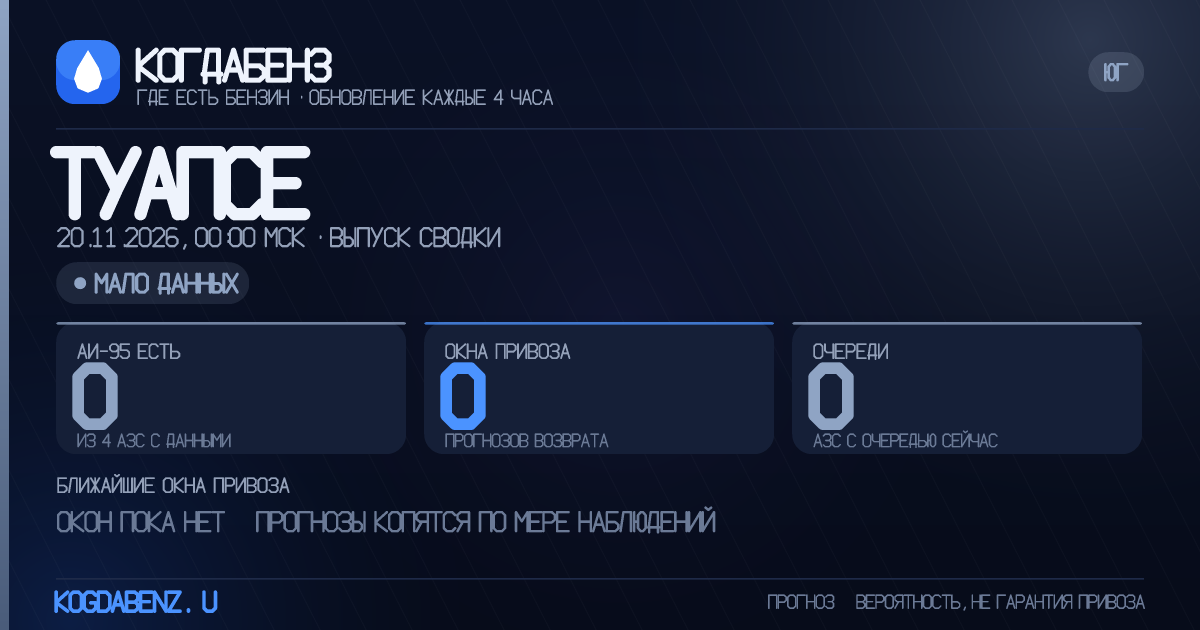 КОГДАБЕНЗ
ГДЕ ЕСТЬ БЕНЗИН · ОБНОВЛЕНИЕ КАЖДЫЕ 4 ЧАСА
ЮГ
ТУАПСЕ
20.11.2026, 00:00 МСК · ВЫПУСК СВОДКИ
МАЛО ДАННЫХ
АИ-95 ЕСТЬ
0
ИЗ 4 АЗС С ДАННЫМИ
ОКНА ПРИВОЗА
0
ПРОГНОЗОВ ВОЗВРАТА
ОЧЕРЕДИ
0
АЗС С ОЧЕРЕДЬЮ СЕЙЧАС
БЛИЖАЙШИЕ ОКНА ПРИВОЗА
ОКОН ПОКА НЕТ ПРОГНОЗЫ КОПЯТСЯ ПО МЕРЕ НАБЛЮДЕНИЙ
KOGDABENZ. U
ПРОГНОЗ ВЕРОЯТНОСТЬ, НЕ ГАРАНТИЯ ПРИВОЗА